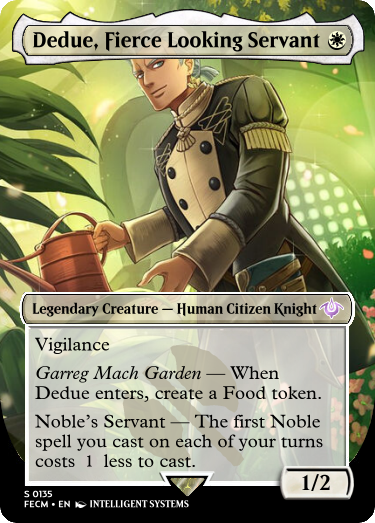 Dedue, Fierce Looking Servant
Legendary Creature — Human Citizen Knight
Vigilance
Garreg Mach Garden — When
Dedue enters, create a Food token.
Noble's Servant — The first Noble
spell you cast on each of your turns
costs 1 less to cast.
1/2
S 0135
FECM • EN INTELLIGENT SYSTEMS